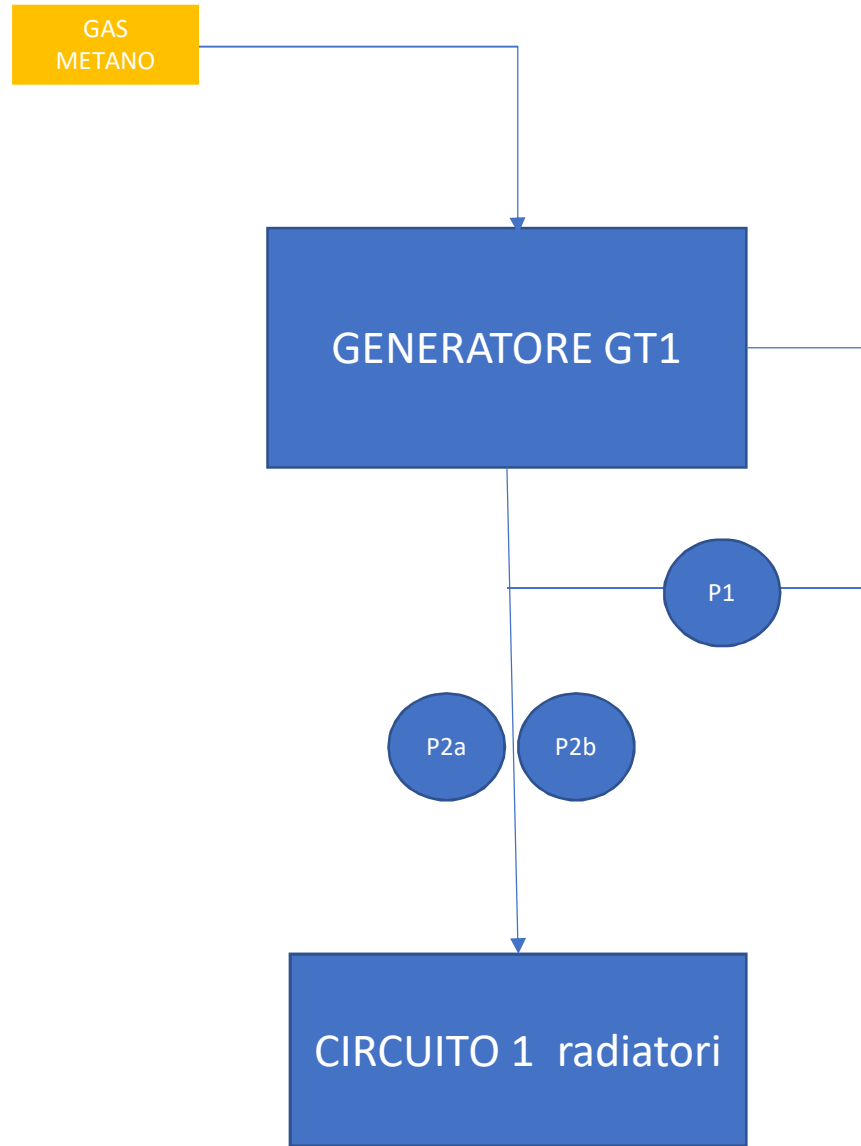 GAS
METANO
GENERATORE GT1
P1
P2a
P2b
CIRCUITO 1  radiatori